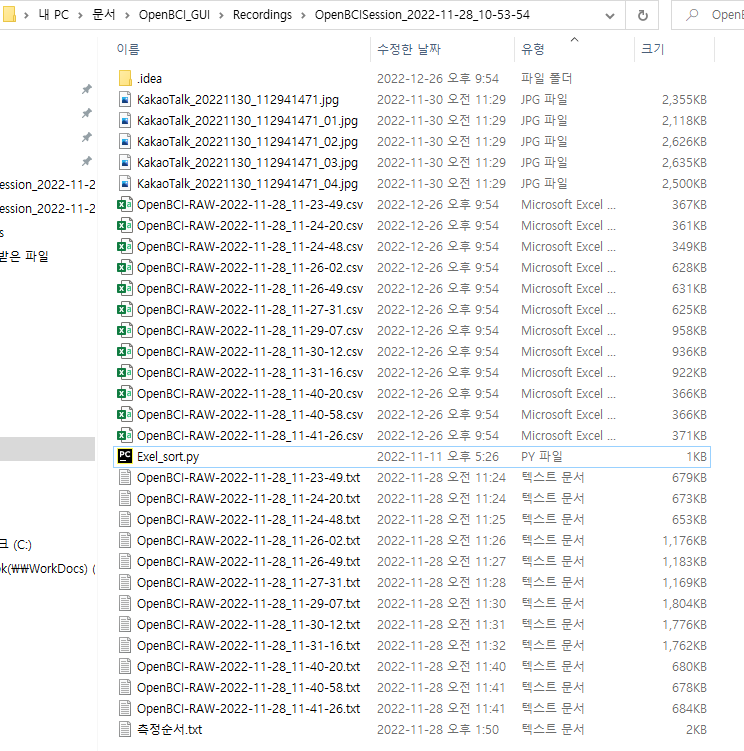 내 PC > 문서 > OpenBCI_GUI > Recordings > OpenBCISession_2022-11-28_10-53-54 OpenB
이름 수정한 날짜 유형 크기
.idea 2022-12-26 오후 9:54 파일 폴더
KakaoTalk_20221130_112941471.jpg 2022-11-30 오전 11:29 JPG 파일 2,355KB
KakaoTalk_20221130_112941471_01.jpg 2022-11-30 오전 11:29 JPG 파일 2,118KB
KakaoTalk_20221130_112941471_02.jpg 2022-11-30 오전 11:29 JPG 파일 2,626KB
KakaoTalk_20221130_112941471_03.jpg 2022-11-30 오전 11:29 JPG 파일 2,635KB
ession_2022-11-2 KakaoTalk_20221130_112941471_04.jpg 2022-11-30 오전 11:29 JPG 파일 2,500KB
ession_2022-11-2 OpenBCI-RAW-2022-11-28_11-23-49.csv 2022-12-26 오후 9:54 Microsoft Excel ... 367KB
s OpenBCI-RAW-2022-11-28_11-24-20.csv 2022-12-26 오후 9:54 Microsoft Excel ... 361KB
받은 파일 OpenBCI-RAW-2022-11-28_11-24-48.csv 2022-12-26 오후 9:54 Microsoft Excel ... 349KB
OpenBCI-RAW-2022-11-28_11-26-02.csv 2022-12-26 오후 9:54 Microsoft Excel ... 628KB
OpenBCI-RAW-2022-11-28_11-26-49.csv 2022-12-26 오후 9:54 Microsoft Excel ... 631KB
OpenBCI-RAW-2022-11-28_11-27-31.csv 2022-12-26 오후 9:54 Microsoft Excel ... 625KB
OpenBCI-RAW-2022-11-28_11-29-07.csv 2022-12-26 오후 9:54 Microsoft Excel ... 958KB
OpenBCI-RAW-2022-11-28_11-30-12.csv 2022-12-26 오후 9:54 Microsoft Excel ... 936KB
OpenBCI-RAW-2022-11-28_11-31-16.csv 2022-12-26 오후 9:54 Microsoft Excel ... 922KB
OpenBCI-RAW-2022-11-28_11-40-20.csv 2022-12-26 오후 9:54 Microsoft Excel ... 366KB
OpenBCI-RAW-2022-11-28_11-40-58.csv 2022-12-26 오후 9:54 Microsoft Excel ... 366KB
OpenBCI-RAW-2022-11-28_11-41-26.csv 2022-12-26 오후 9:54 Microsoft Excel ... 371KB
PC Exel_sort.py 2022-11-11 오후 5:26 PY 파일 1KB
OpenBCI-RAW-2022-11-28_11-23-49.txt 2022-11-28 오전 11:24 텍스트 문서 679KB
OpenBCI-RAW-2022-11-28_11-24-20.txt 2022-11-28 오전 11:24 텍스트 문서 673KB
OpenBCI-RAW-2022-11-28_11-24-48.txt 2022-11-28 오전 11:25 텍스트 문서 653KB
크 (C:) OpenBCI-RAW-2022-11-28_11-26-02.txt 2022-11-28 오전 11:26 텍스트 문서 1,176KB
k(₩₩WorkDocs) ( OpenBCI-RAW-2022-11-28_11-26-49.txt 2022-11-28 오전 11:27 텍스트 문서 1,183KB
OpenBCI-RAW-2022-11-28_11-27-31.txt 2022-11-28 오전 11:28 텍스트 문서 1,169KB
OpenBCI-RAW-2022-11-28_11-29-07.txt 2022-11-28 오전 11:30 텍스트 문서 1,804KB
OpenBCI-RAW-2022-11-28_11-30-12.txt 2022-11-28 오전 11:31 텍스트 문서 1,776KB
OpenBCI-RAW-2022-11-28_11-31-16.txt 2022-11-28 오전 11:32 텍스트 문서 1,762KB
OpenBCI-RAW-2022-11-28_11-40-20.txt 2022-11-28 오전 11:40 텍스트 문서 680KB
OpenBCI-RAW-2022-11-28_11-40-58.txt 2022-11-28 오전 11:41 텍스트 문서 678KB
OpenBCI-RAW-2022-11-28_11-41-26.txt 2022-11-28 오전 11:41 텍스트 문서 684KB
측정순서.txt 2022-11-28 오후 1:50 텍스트 문서 2KB